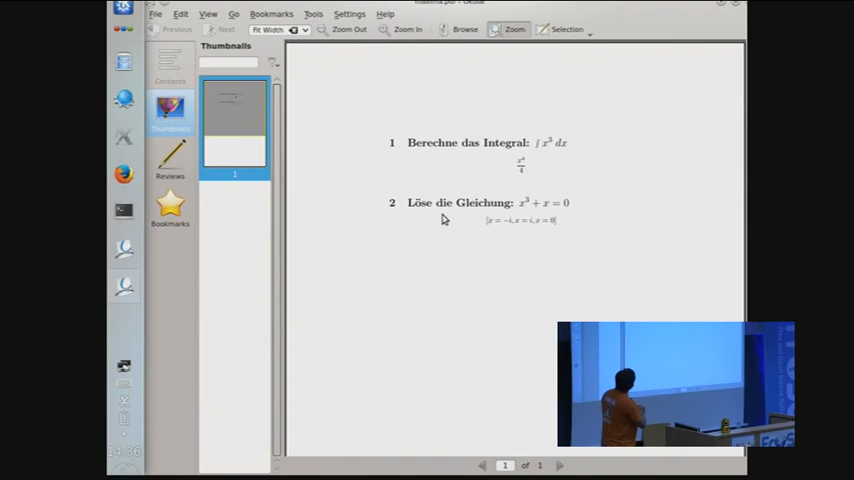 maxima.pdf - Okular
File Edit View Go Bookmarks Tools Settings Help
Previous Next Fit Width Zoom Out Zoom In Browse Zoom Selection
Thumbnails
Contents
Thumbnails
Reviews
Bookmarks
1
1 Berechne das Integral: ∫ x³ dx
x⁴/4
2 Löse die Gleichung: x³ + x = 0
[x = −i, x = i, x = 0]
14:36
1 of 1